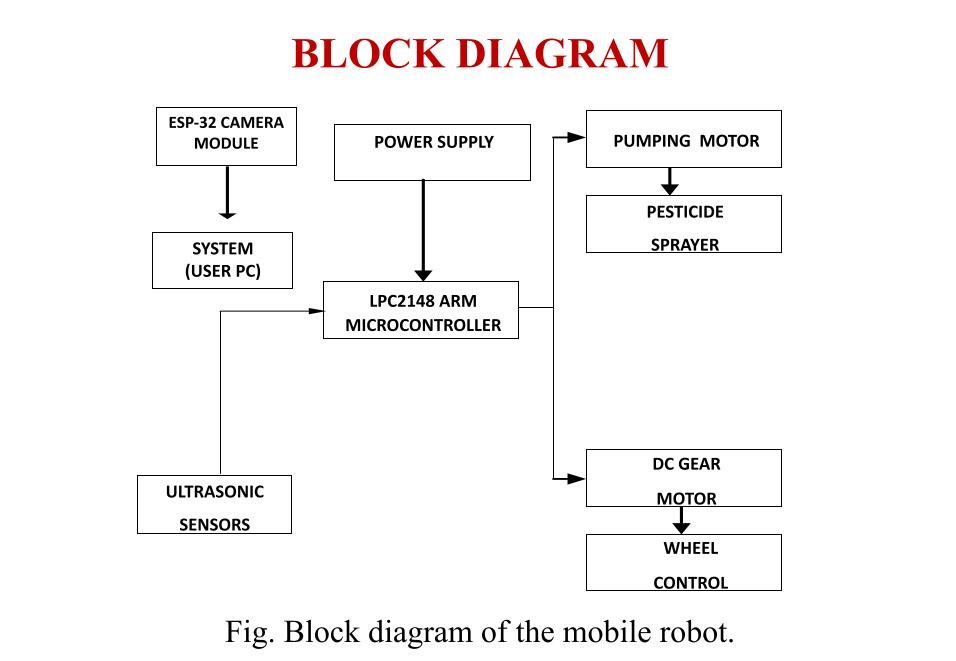 BLOCK DIAGRAM
ESP-32 CAMERA
MODULE
POWER SUPPLY
PUMPING MOTOR
PESTICIDE
SPRAYER
SYSTEM
(USER PC)
LPC2148 ARM
MICROCONTROLLER
ULTRASONIC
SENSORS
DC GEAR
MOTOR
WHEEL
CONTROL
Fig. Block diagram of the mobile robot.